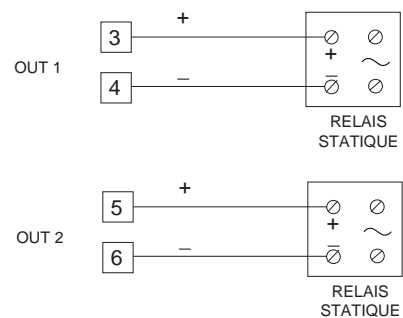 +
3
OUT 1
+
4
–
–
RELAIS
STATIQUE
+
5
OUT 2
+
6
–
–
RELAIS
STATIQUE